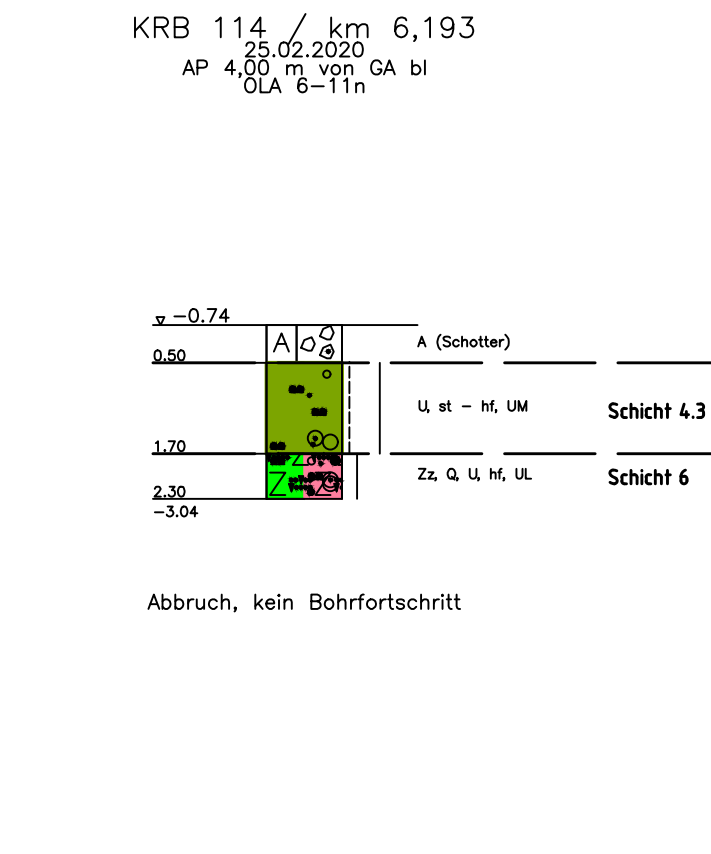 KRB 114 / km 6,193
25.02.2020
AP 4,00 m von GA bl
OLA 6-11n
-0.74
A
A (Schotter)
0.50
U, st - hf, UM
Schicht 4.3
1.70
Z
Zz, Q, U, hf, UL
Schicht 6
Z Z
2.30
-3.04
Abbruch, kein Bohrfortschritt